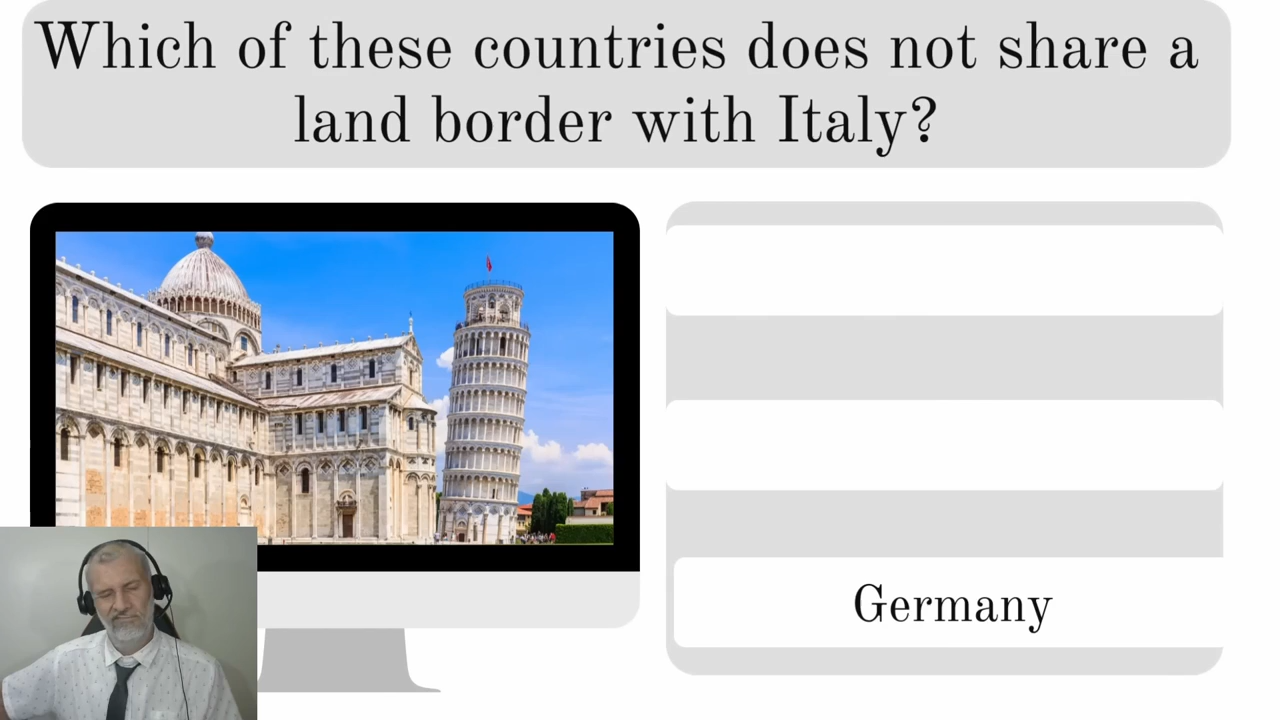 Which of these countries does not share a
land border with Italy?
Germany